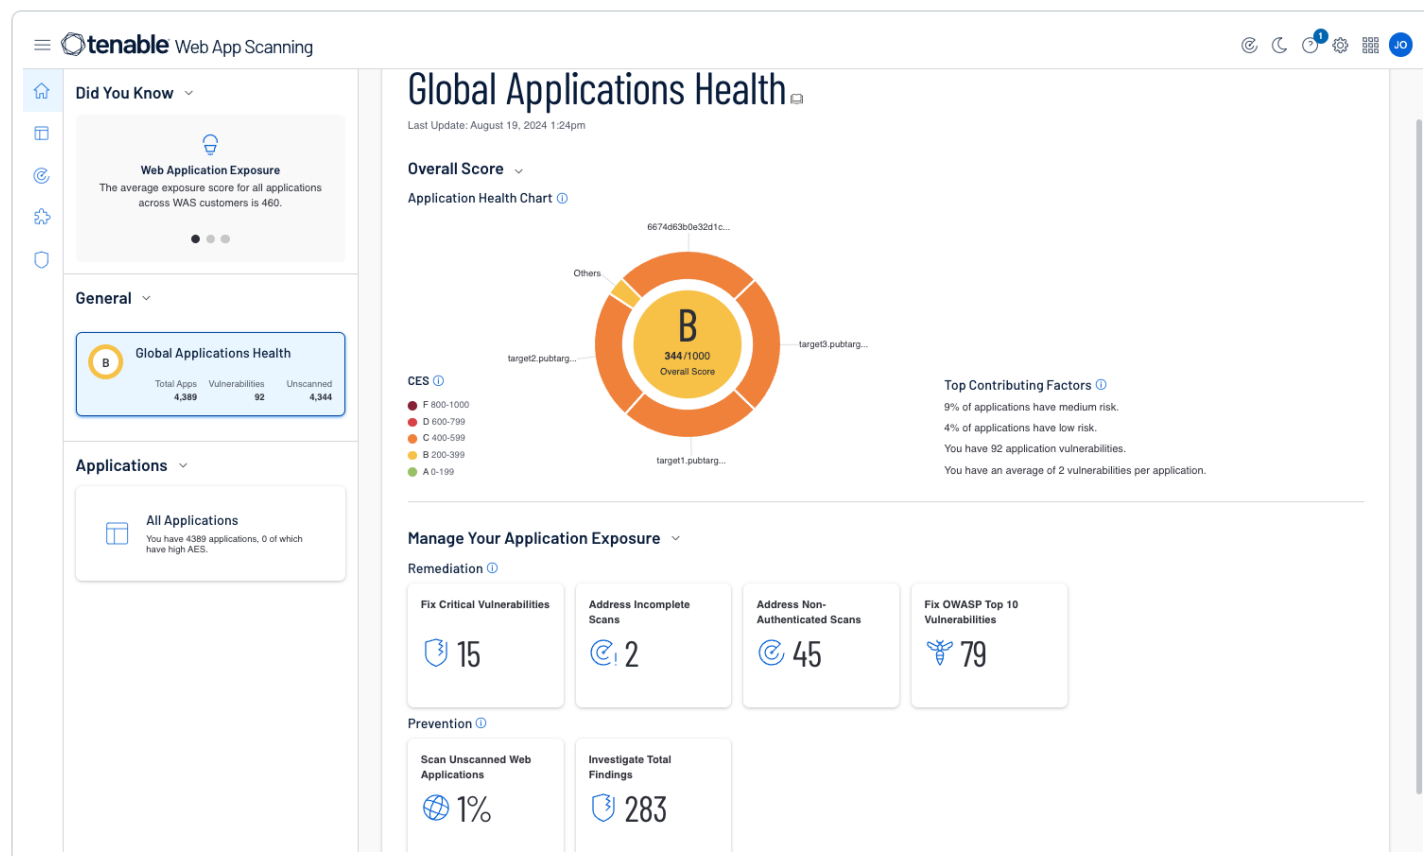 tenable Web App Scanning
1
JO
Did You Know
Web Application Exposure
The average exposure score for all applications
across WAS customers is 460.
General
B
Global Applications Health
Total Apps Vulnerabilities Unscanned
4,389 92 4,344
Applications
All Applications
You have 4389 applications, 0 of which
have high AES.
Global Applications Health
Last Update: August 19, 2024 1:24pm
Overall Score
Application Health Chart
6674d63b0e32d1c...
Others
target2.pubtarg...
target3.pubtarg...
target1.pubtarg...
B
344/1000
Overall Score
CES
F 800-1000
D 600-799
C 400-599
B 200-399
A 0-199
Top Contributing Factors
9% of applications have medium risk.
4% of applications have low risk.
You have 92 application vulnerabilities.
You have an average of 2 vulnerabilities per application.
Manage Your Application Exposure
Remediation
Fix Critical Vulnerabilities
15
Address Incomplete
Scans
2
Address Non-
Authenticated Scans
45
Fix OWASP Top 10
Vulnerabilities
79
Prevention
Scan Unscanned Web
Applications
1%
Investigate Total
Findings
283